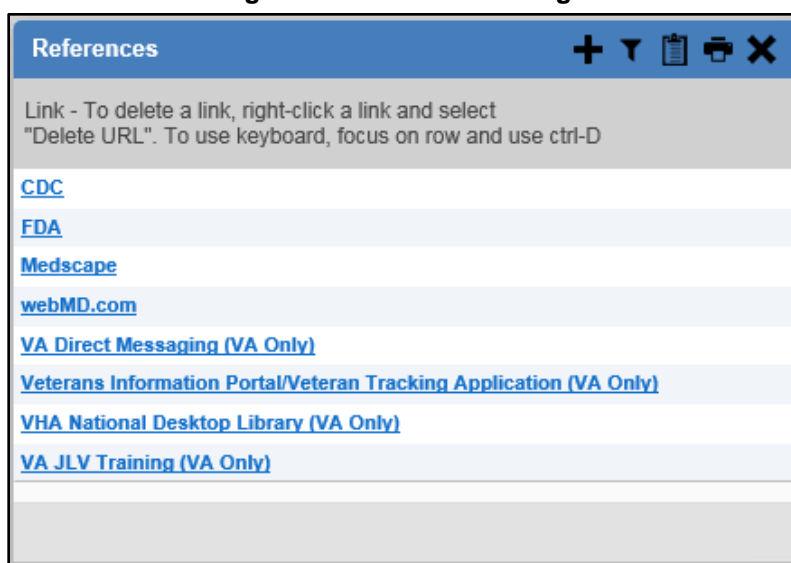 References
Link - To delete a link, right-click a link and select
"Delete URL". To use keyboard, focus on row and use ctrl-D
CDC
FDA
Medscape
webMD.com
VA Direct Messaging (VA Only)
Veterans Information Portal/Veteran Tracking Application (VA Only)
VHA National Desktop Library (VA Only)
VA JLV Training (VA Only)